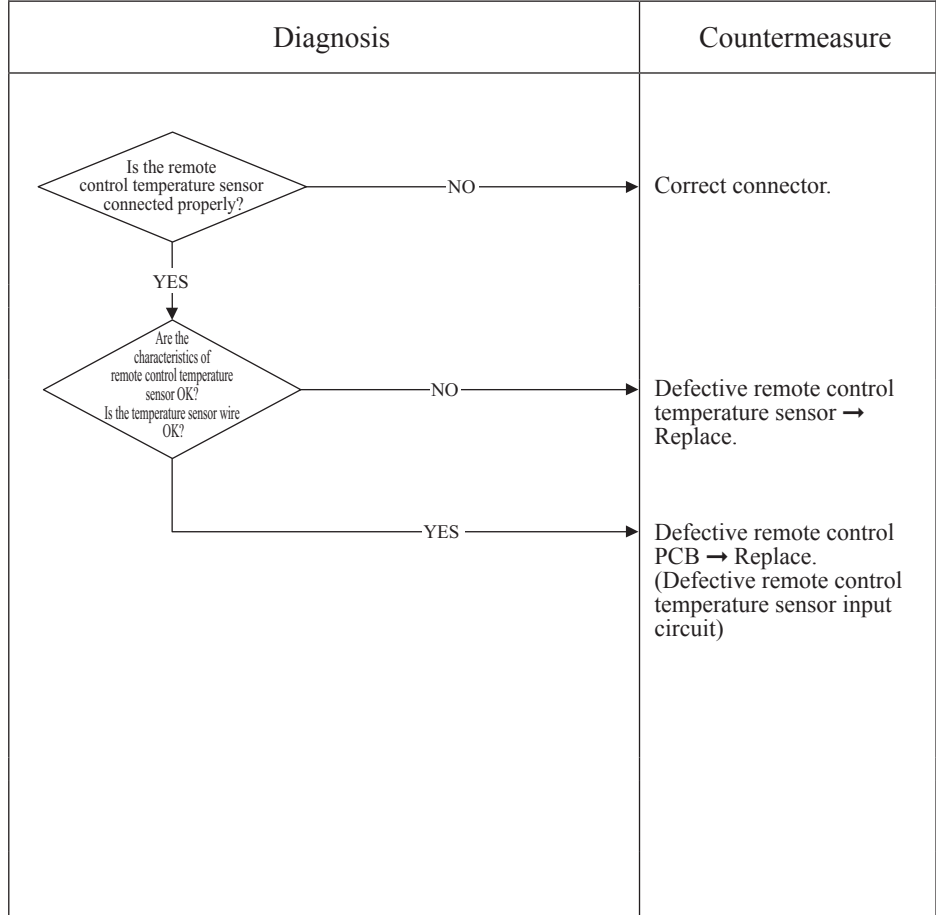 Diagnosis
Countermeasure
Is the remote
control temperature sensor
connected properly?
NO
Correct connector.
YES
Are the
characteristics of
remote control temperature
sensor OK?
Is the temperature sensor wire
OK?
NO
Defective remote control
temperature sensor →
Replace.
YES
Defective remote control
PCB → Replace.
(Defective remote control
temperature sensor input
circuit)